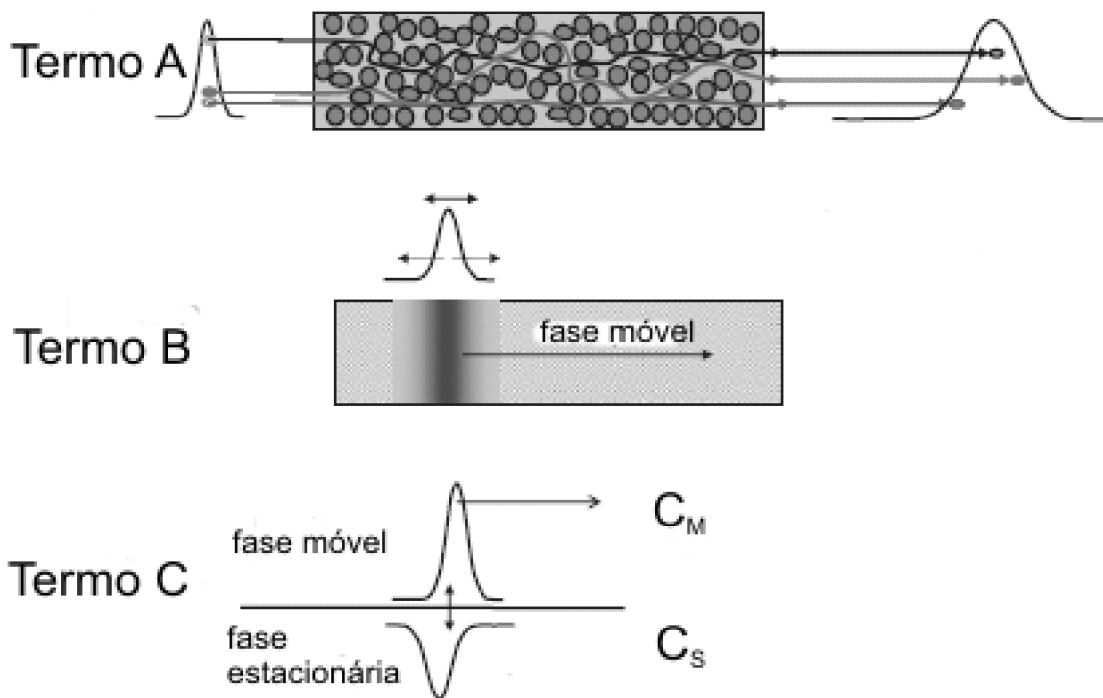 Termo A
Termo B
fase móvel
Termo C
fase móvel
C_M
fase
estacionária
C_S